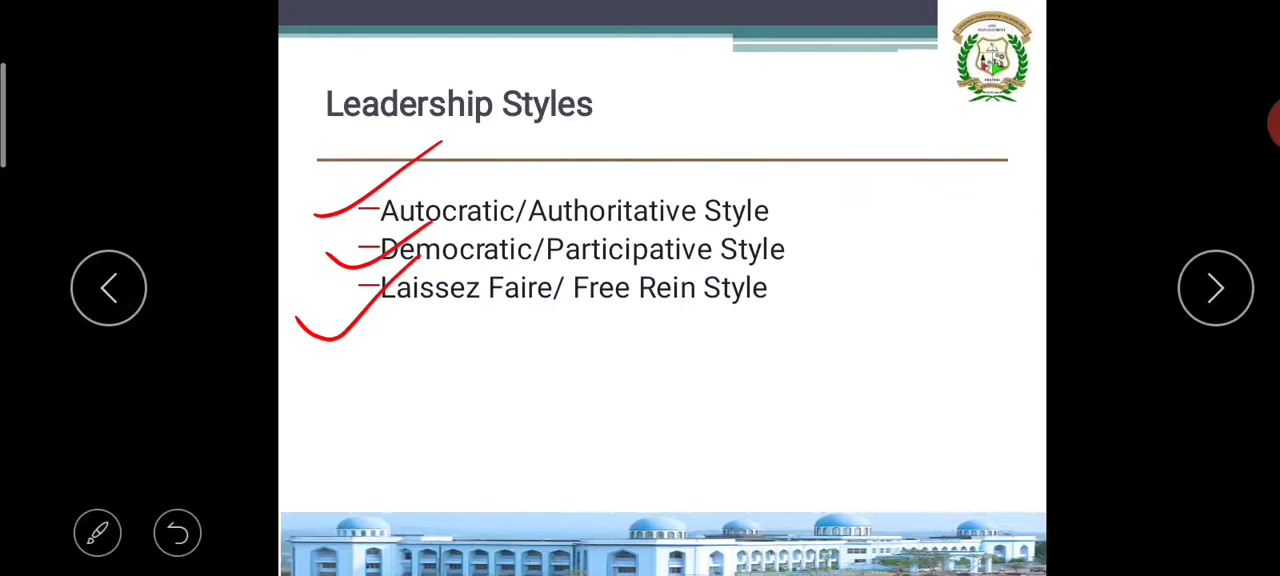 Leadership Styles
–Autocratic/Authoritative Style
–Democratic/Participative Style
–Laissez Faire/ Free Rein Style